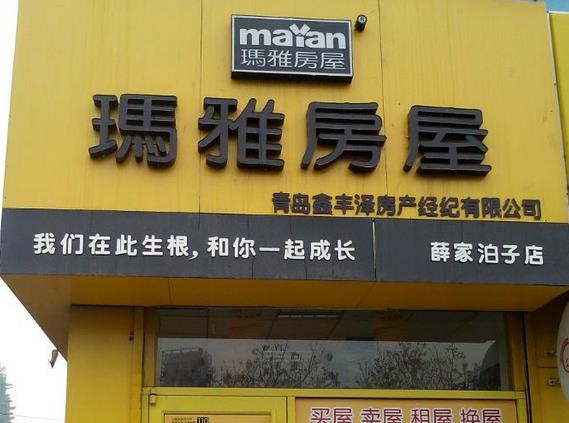 maYan
瑪雅房屋
瑪雅房屋
青岛鑫丰泽房产经纪有限公司
我们在此生根,和你一起成长 薛家泊子店
110
买屋 卖屋 租屋 换屋